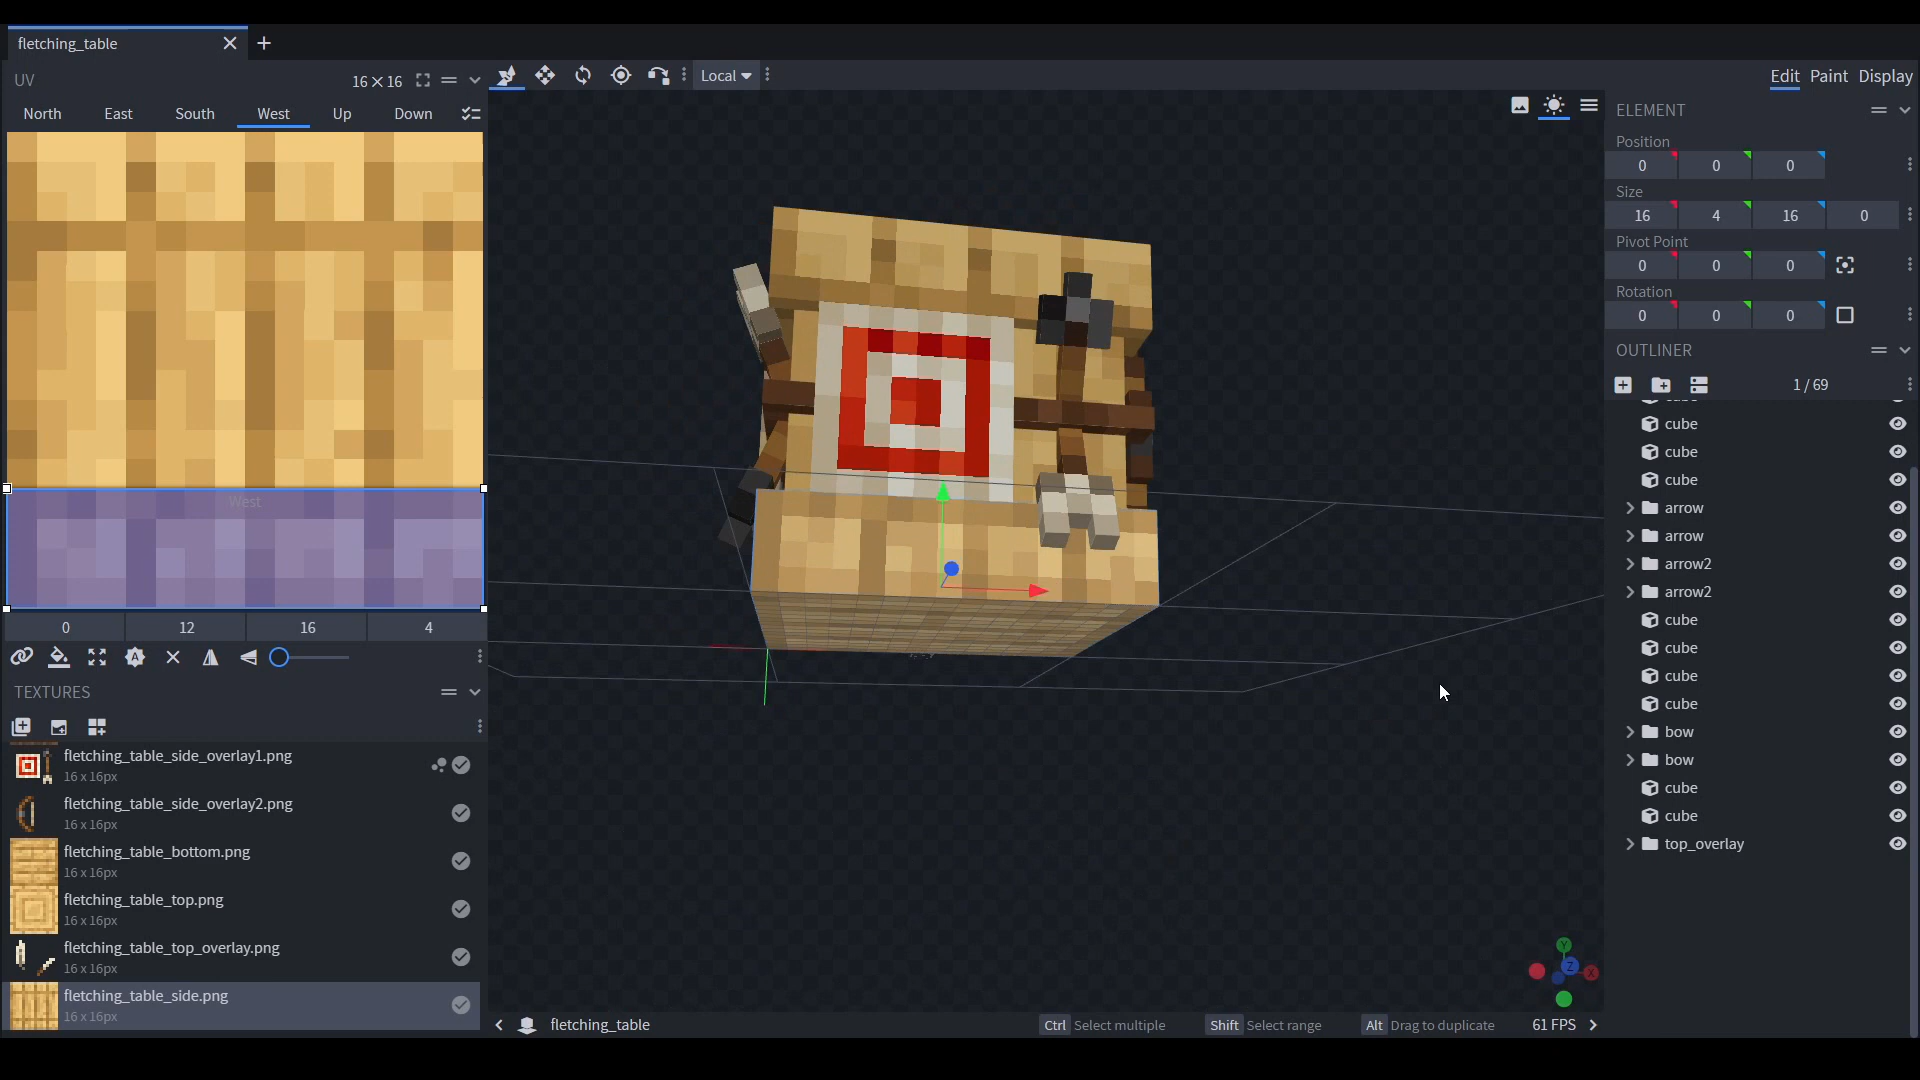 fletching_table
UV
16×16
North East South West Up Down
West
0 12 16 4
TEXTURES
fletching_table_side_overlay1.png
16 x 16px
fletching_table_side_overlay2.png
16 x 16px
fletching_table_bottom.png
16 x 16px
fletching_table_top.png
16 x 16px
fletching_table_top_overlay.png
16 x 16px
fletching_table_side.png
16 x 16px
Local
fletching_table
Ctrl Select multiple
Shift Select range
Alt Drag to duplicate
61 FPS
Y
Z
X
Edit Paint Display
ELEMENT
Position
0 0 0
Size
16 4 16 0
Pivot Point
0 0 0
Rotation
0 0 0
OUTLINER
1 / 69
cube
cube
cube
arrow
arrow
arrow2
arrow2
cube
cube
cube
cube
bow
bow
cube
cube
top_overlay